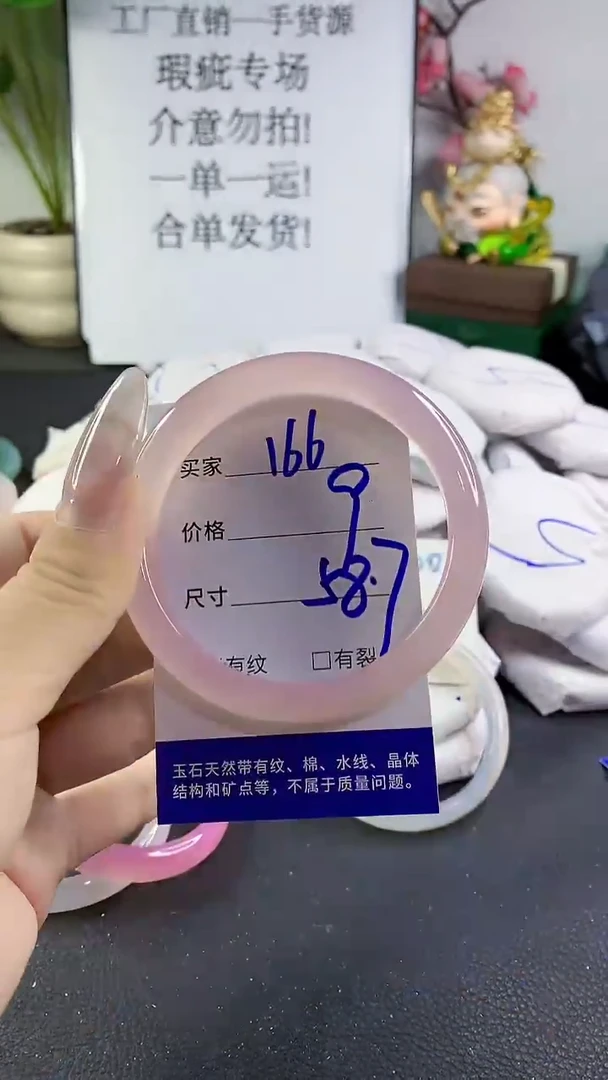 工厂直销一手货源
瑕疵专场
介意勿拍!
一单一运!
合单发货!
买家 166
价格
尺寸 58.7
有纹 □有裂
玉石天然带有纹、棉、水线、晶体
结构和矿点等，不属于质量问题。